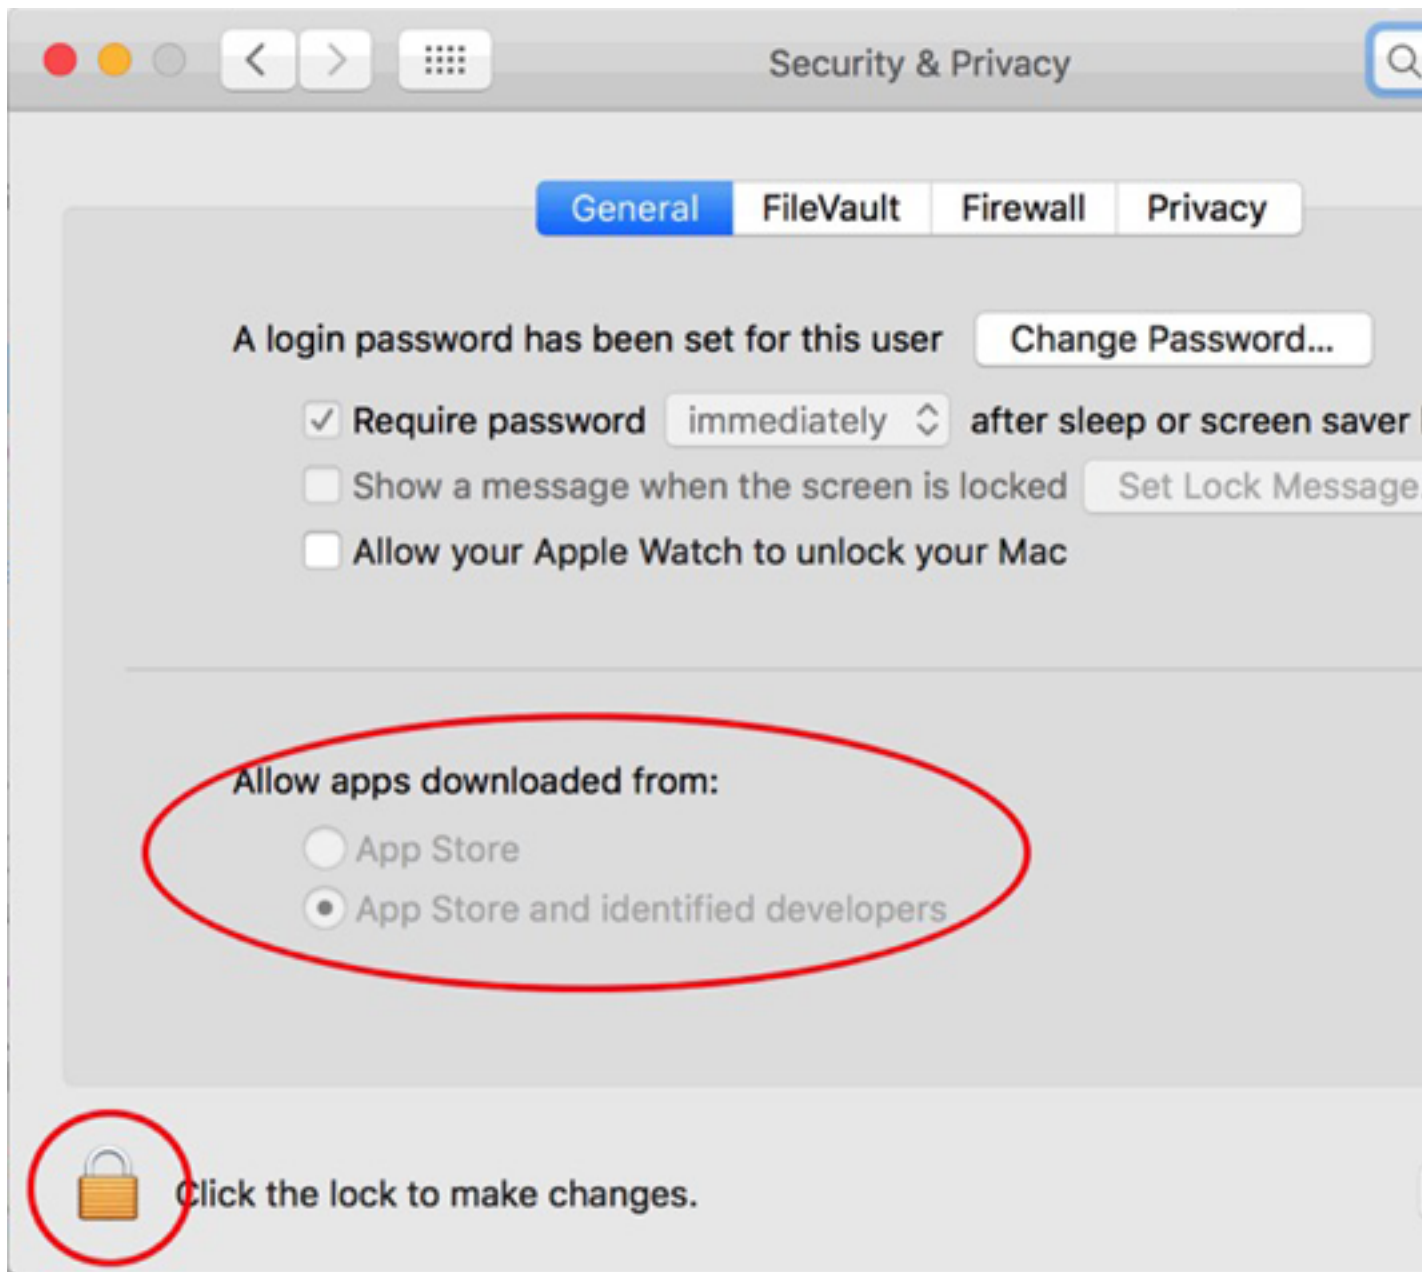 Security & Privacy
General FileVault Firewall Privacy
A login password has been set for this user Change Password...
Require password immediately after sleep or screen saver
Show a message when the screen is locked Set Lock Message
Allow your Apple Watch to unlock your Mac
Allow apps downloaded from:
App Store
App Store and identified developers
Click the lock to make changes.